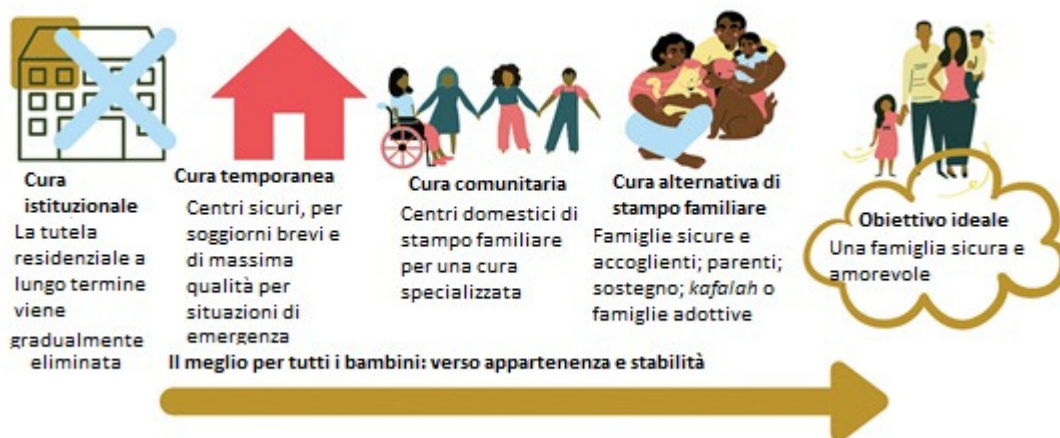 Cura
istituzionale
La tutela
residenziale a
lungo termine
viene
gradualmente
eliminata
Cura temporanea
Centri sicuri, per
soggiorni brevi e
di massima
qualità per
situazioni di
emergenza
Cura comunitaria
Centri domestici di
stampo familiare
per una cura
specializzata
Cura alternativa di
stampo familiare
Famiglie sicure e
accoglienti; parenti;
sostegno; kafalah o
famiglie adottive
Obiettivo ideale
Una famiglia sicura e
amorevole
Il meglio per tutti i bambini: verso appartenenza e stabilità